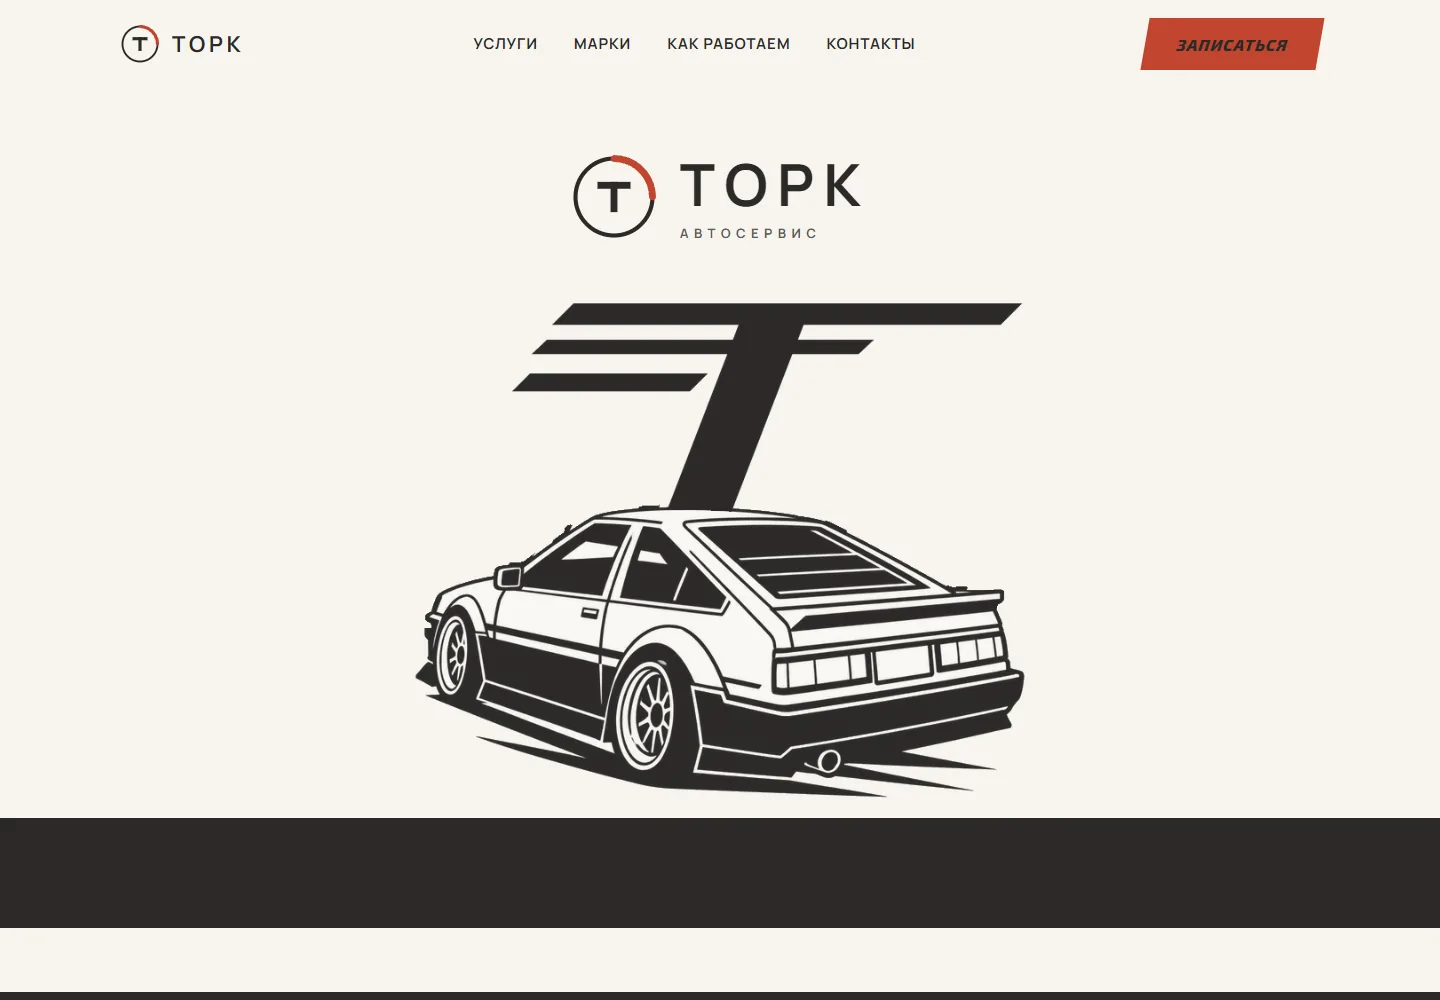 Т ТОРК
УСЛУГИ МАРКИ КАК РАБОТАЕМ КОНТАКТЫ
ЗАПИСАТЬСЯ
Т ТОРК
АВТОСЕРВИС
Т